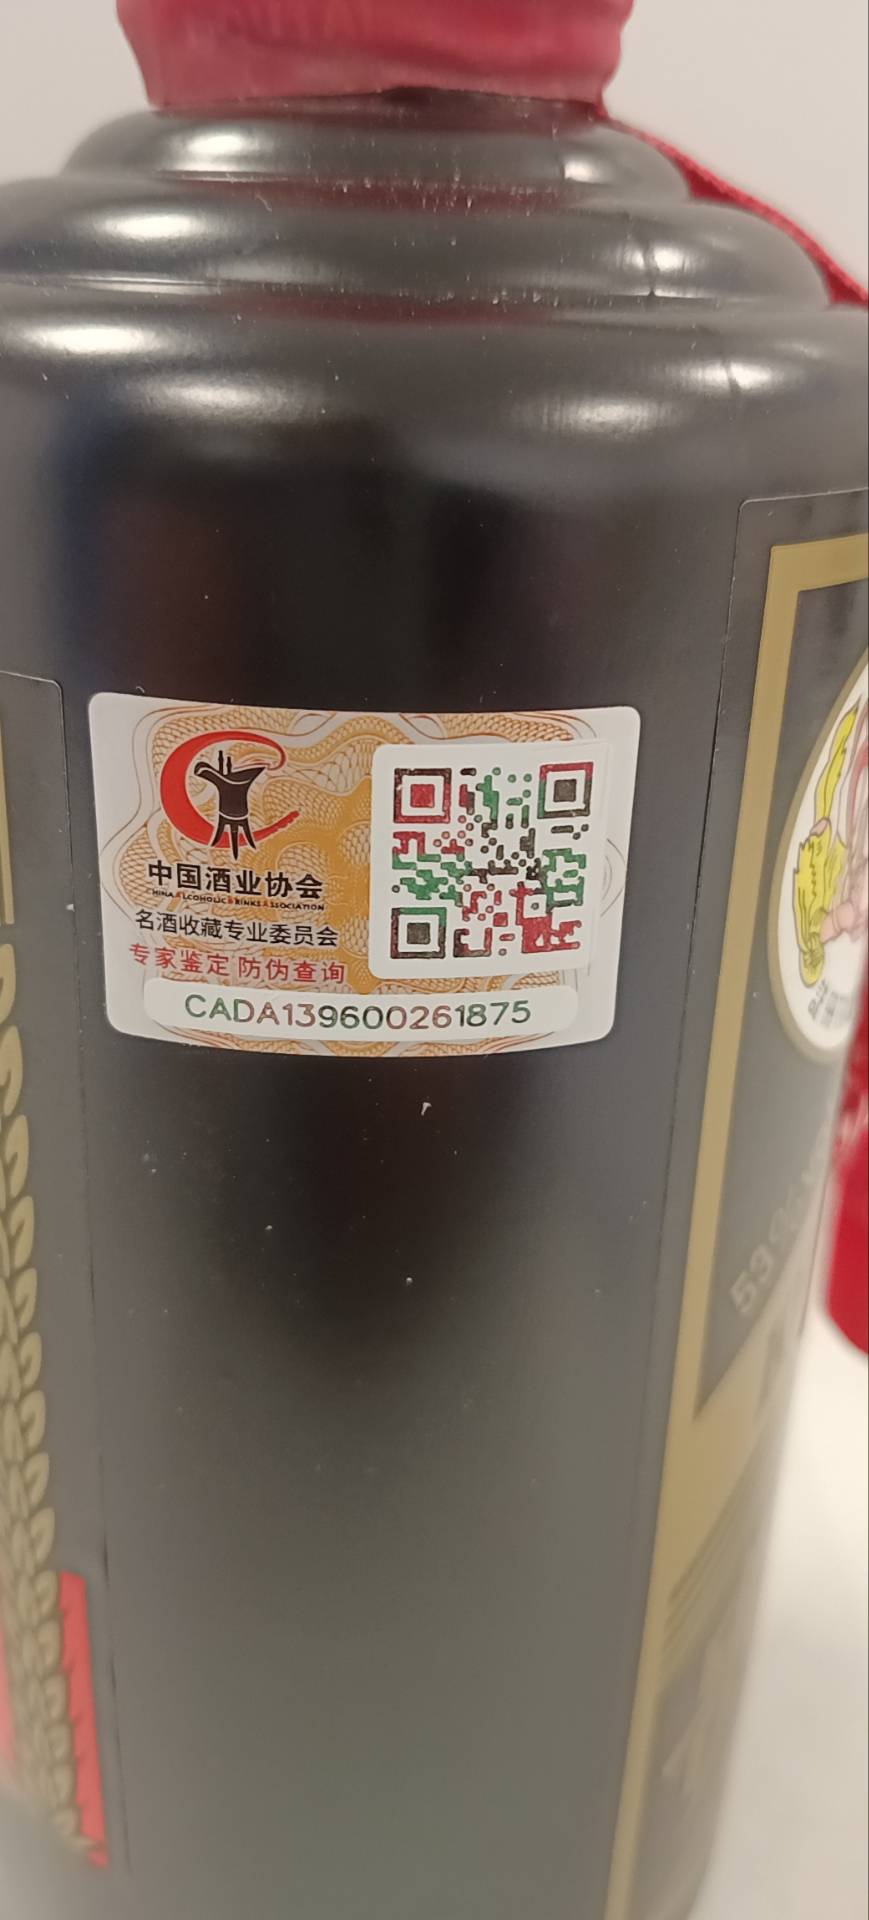 中国酒业协会
CHINA ALCOHOLIC DRINKS ASSOCIATION
名酒收藏专业委员会
专家鉴定 防伪查询
CADA139600261875
53%